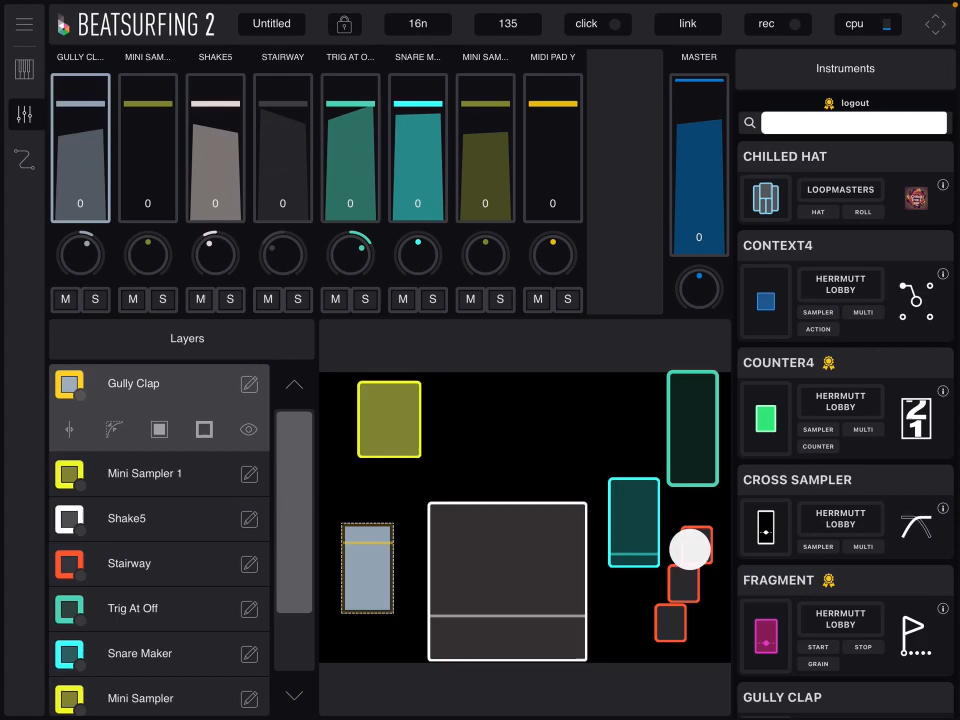 BEATSURFING 2
Untitled
16n
135
click
link
rec
cpu
GULLY CL...
MINI SAM...
SHAKE5
STAIRWAY
TRIG AT O...
SNARE M...
MINI SAM...
MIDI PAD Y
MASTER
0
0
0
0
0
0
0
0
0
M S
M S
M S
M S
M S
M S
M S
M S
Layers
Gully Clap
Mini Sampler 1
Shake5
Stairway
Trig At Off
Snare Maker
Mini Sampler
Instruments
logout
CHILLED HAT
LOOPMASTERS
HAT ROLL
CONTEXT4
HERRMUTT
LOBBY
SAMPLER MULTI
ACTION
COUNTER4
HERRMUTT
LOBBY
SAMPLER MULTI
COUNTER
21
CROSS SAMPLER
HERRMUTT
LOBBY
SAMPLER MULTI
FRAGMENT
HERRMUTT
LOBBY
START STOP
GRAIN
GULLY CLAP